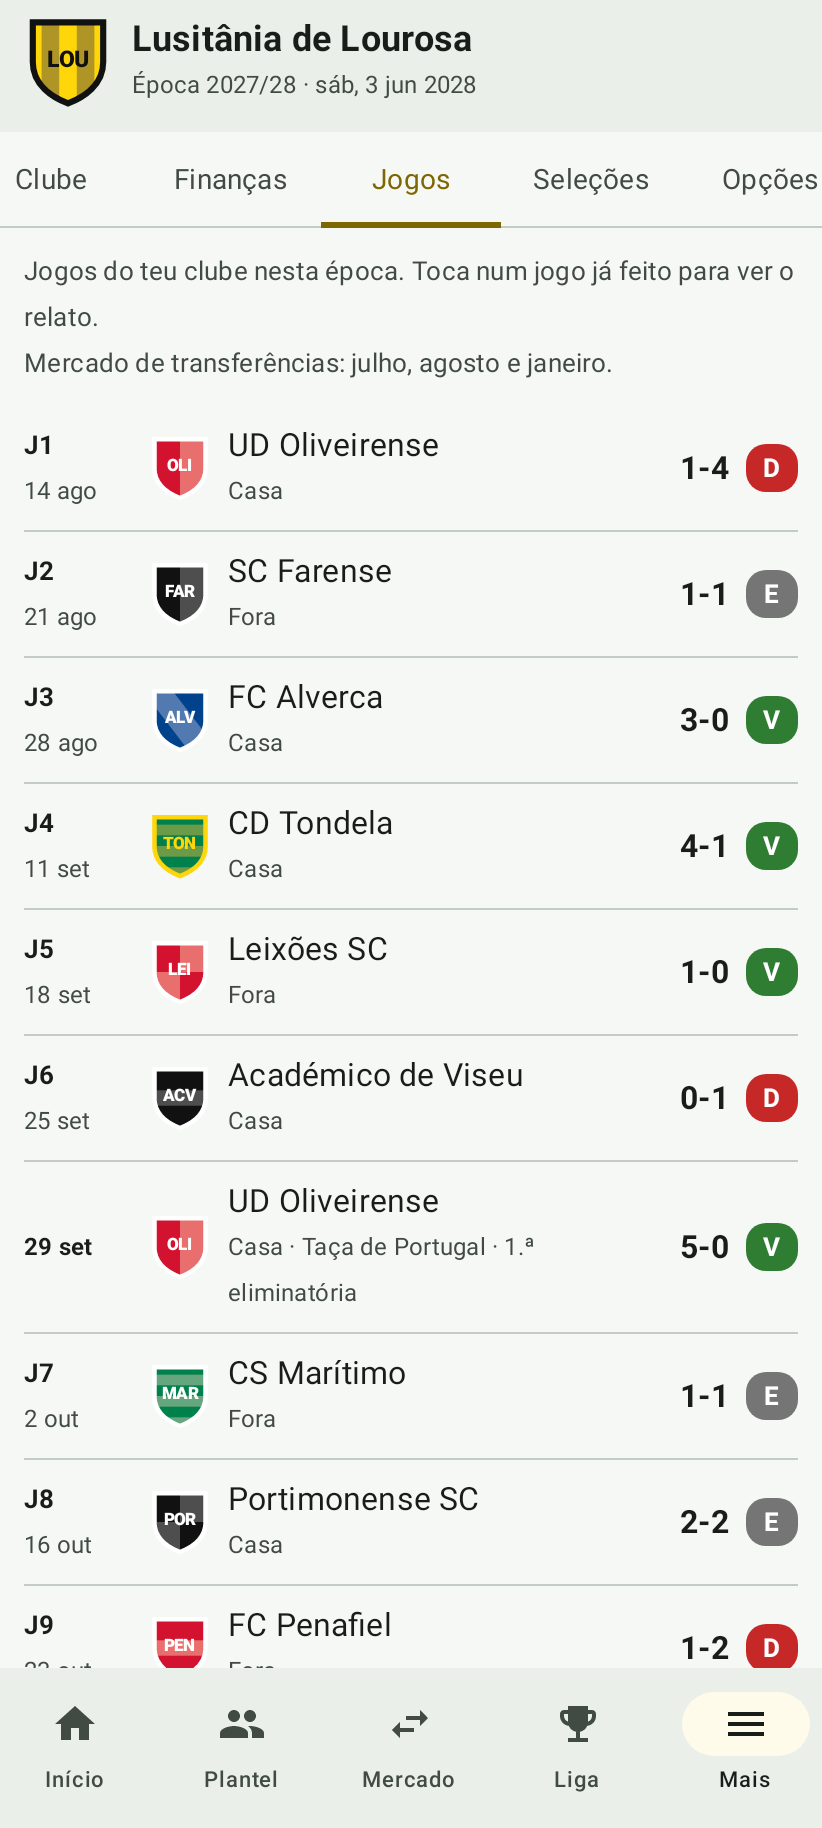 LOU
Lusitânia de Lourosa
Época 2027/28 · sáb, 3 jun 2028
Clube Finanças Jogos Seleções Opções
Jogos do teu clube nesta época. Toca num jogo já feito para ver o
relato.
Mercado de transferências: julho, agosto e janeiro.
J1 OLI UD Oliveirense 1-4 D
14 ago Casa
J2 FAR SC Farense 1-1 E
21 ago Fora
J3 ALV FC Alverca 3-0 V
28 ago Casa
J4 TON CD Tondela 4-1 V
11 set Casa
J5 LEI Leixões SC 1-0 V
18 set Fora
J6 ACV Académico de Viseu 0-1 D
25 set Casa
UD Oliveirense
29 set OLI Casa · Taça de Portugal · 1.ª 5-0 V
eliminatória
J7 MAR CS Marítimo 1-1 E
2 out Fora
J8 POR Portimonense SC 2-2 E
16 out Casa
J9 PEN FC Penafiel 1-2 D
Início Plantel Mercado Liga Mais